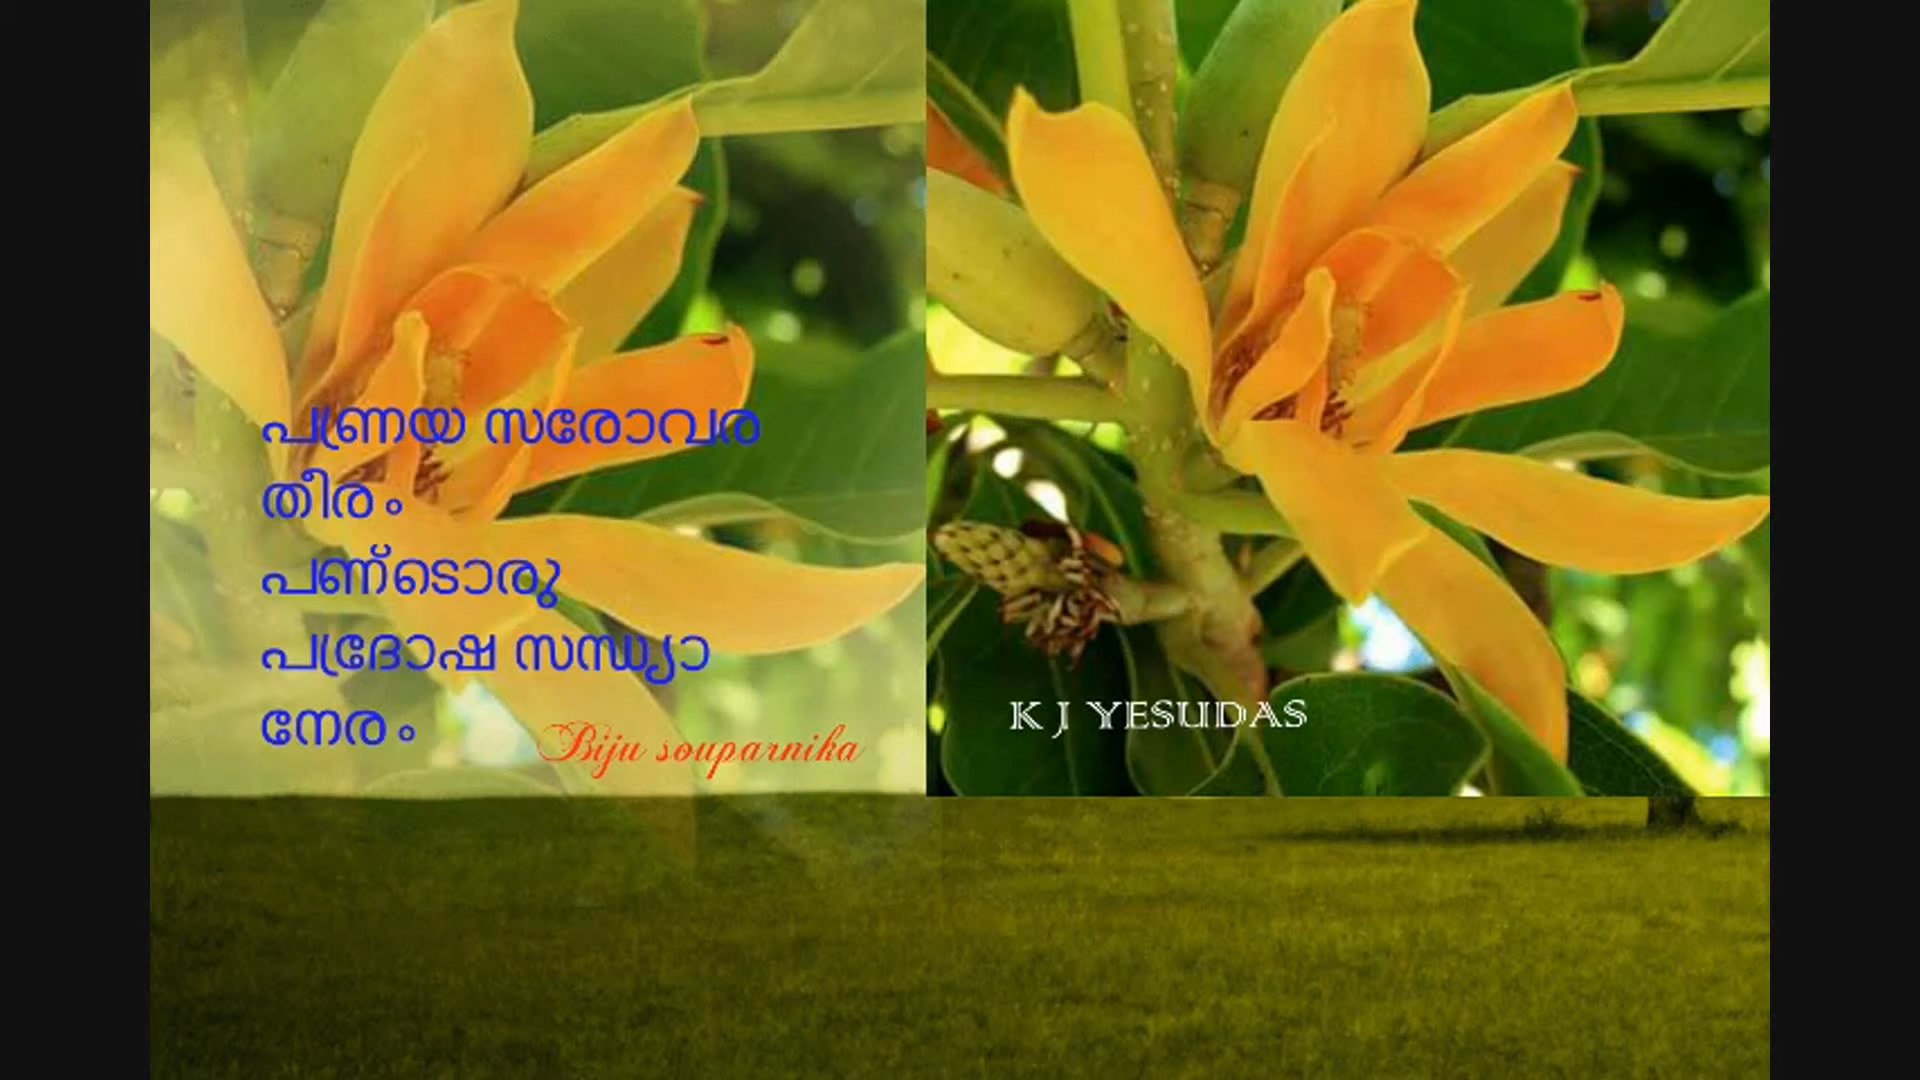 പ്രണയ സരോവര
തീരം
പണ്ടൊരു
പ്രദോഷ സന്ധ്യാ
നേരം
Biju souparnika
K J YESUDAS